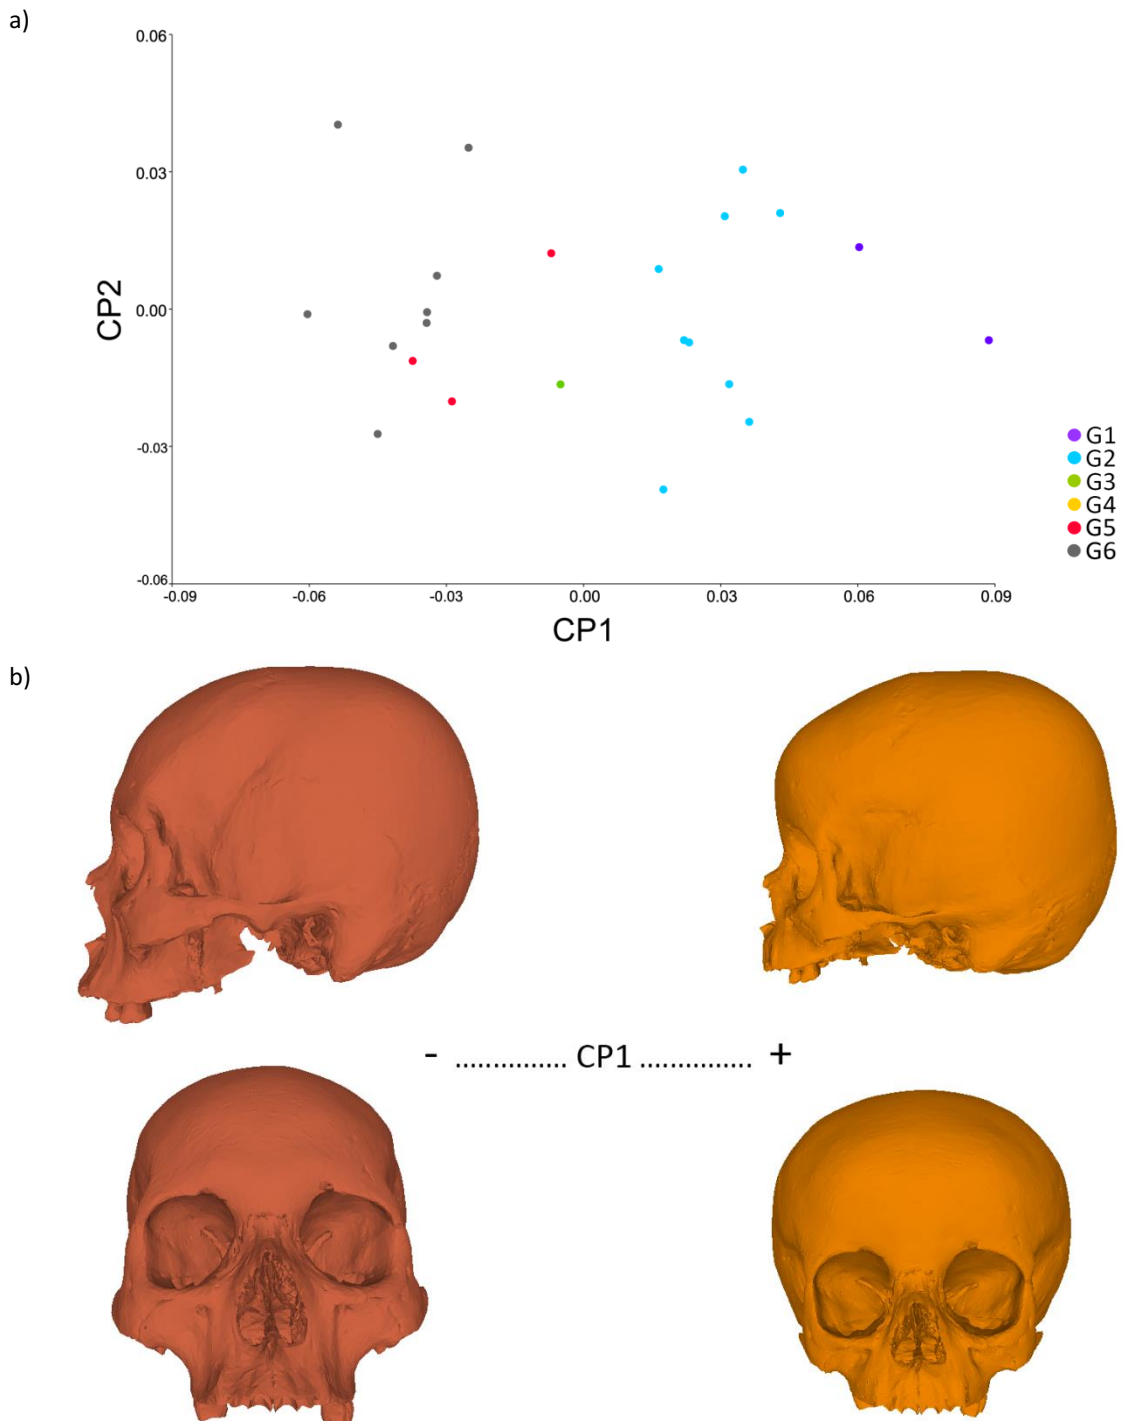 a)
0.06
0.03
0.00
-0.03
-0.06
CP2
-0.09
-0.06
-0.03
0.00
0.03
0.06
0.09
CP1
G1
G2
G3
G4
G5
G6
b)
- ............... CP1 ............... +